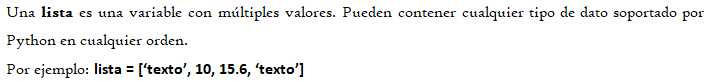 Una lista es una variable con múltiples valores. Pueden contener cualquier tipo de dato soportado por
Python en cualquier orden.
Por ejemplo: lista = [‘texto’, 10, 15.6, ‘texto’]